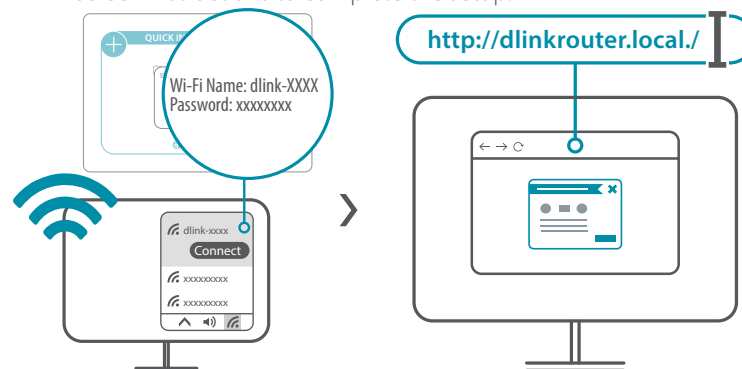 QUICK IN
Wi-Fi Name: dlink-XXXX
Password: xxxxxxxx
dlink-xxxx
Connect
xxxxxxxxx
xxxxxxxxx
http://dlinkrouter.local./